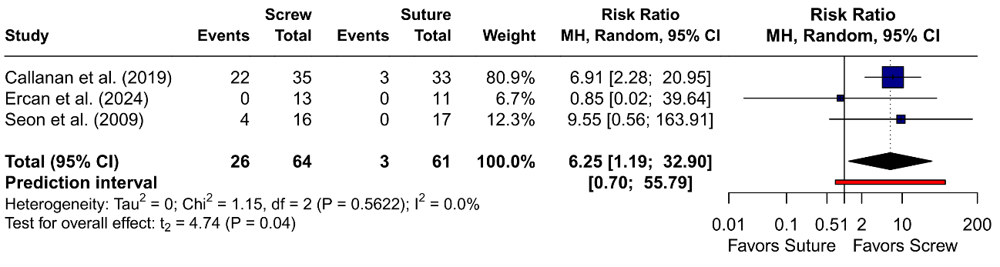 Screw Suture Risk Ratio Risk Ratio
Study Events Total Events Total Weight MH, Random, 95% CI MH, Random, 95% CI
Callanan et al. (2019) 22 35 3 33 80.9% 6.91 [2.28; 20.95]
Ercan et al. (2024) 0 13 0 11 6.7% 0.85 [0.02; 39.64]
Seon et al. (2009) 4 16 0 17 12.3% 9.55 [0.56; 163.91]
Total (95% CI) 26 64 3 61 100.0% 6.25 [1.19; 32.90]
Prediction interval [0.70; 55.79]
Heterogeneity: Tau² = 0; Chi² = 1.15, df = 2 (P = 0.5622); I² = 0.0%
Test for overall effect: t₂ = 4.74 (P = 0.04)
0.01 0.1 0.51 2 10 200
Favors Suture Favors Screw